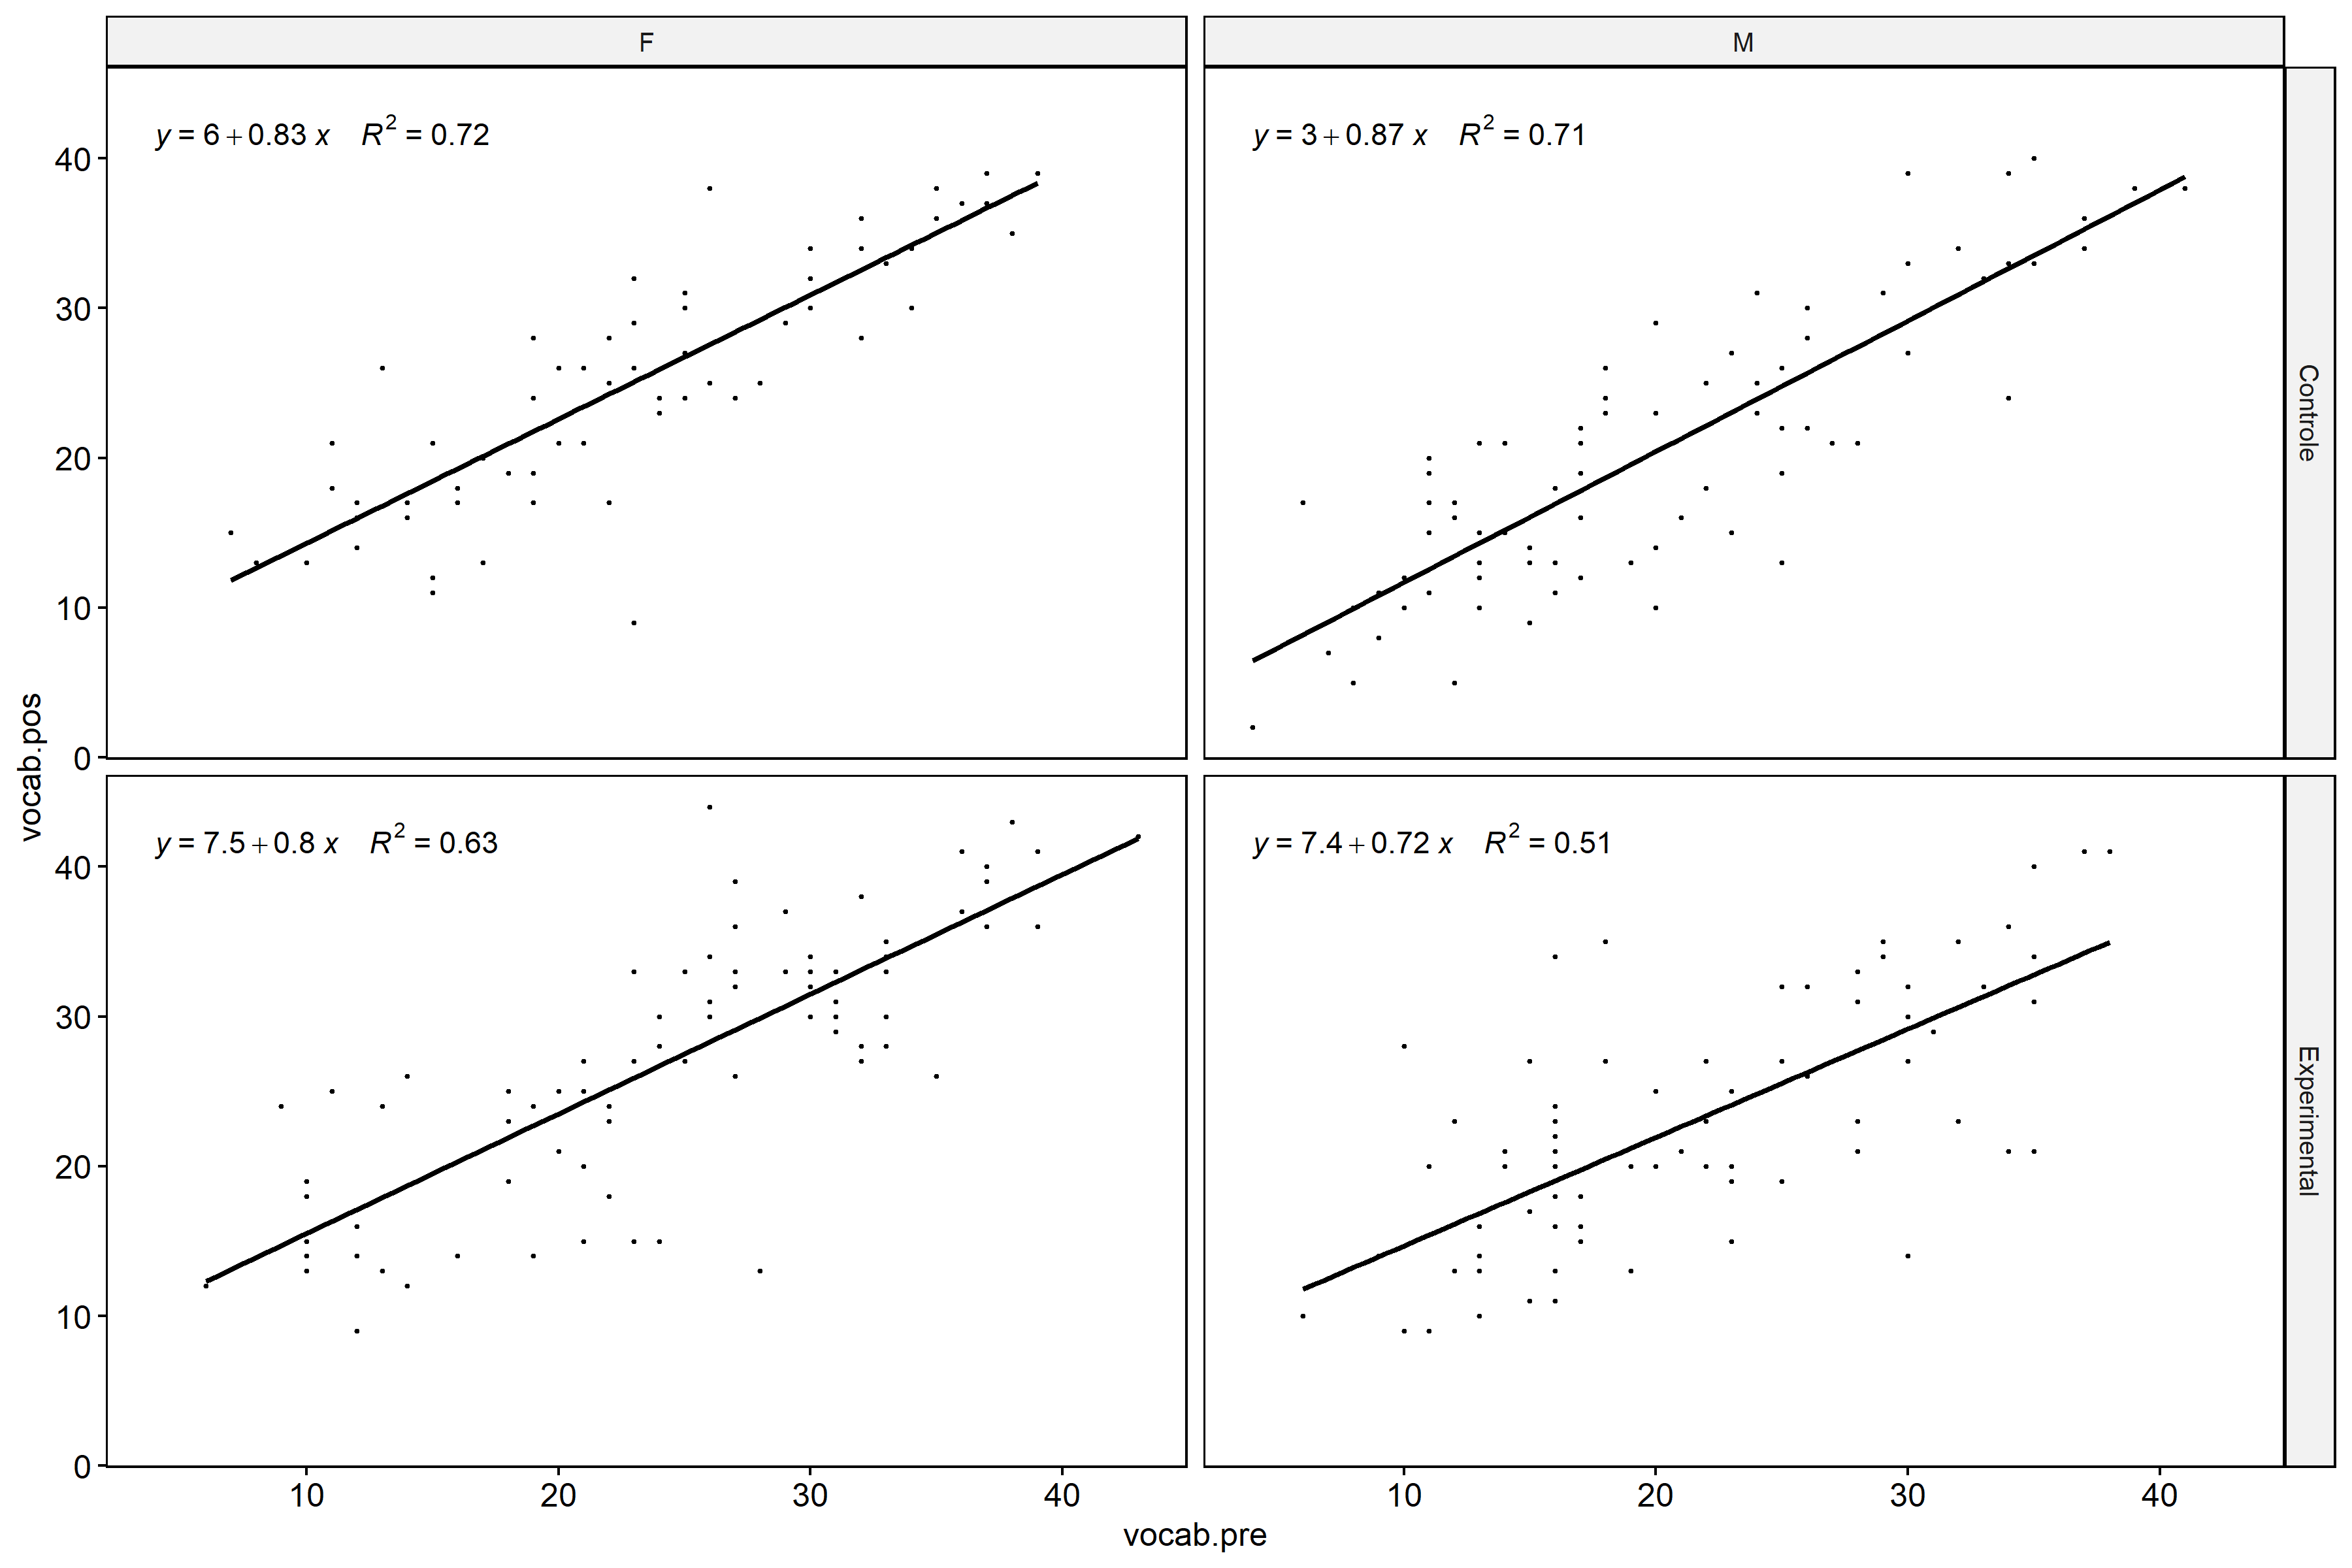 F
M
y = 6 + 0.83 x R² = 0.72
y = 3 + 0.87 x R² = 0.71
Controle
40
30
20
10
0
y = 7.5 + 0.8 x R² = 0.63
y = 7.4 + 0.72 x R² = 0.51
Experimental
40
30
20
10
0
vocab.pos
10 20 30 40
10 20 30 40
vocab.pre